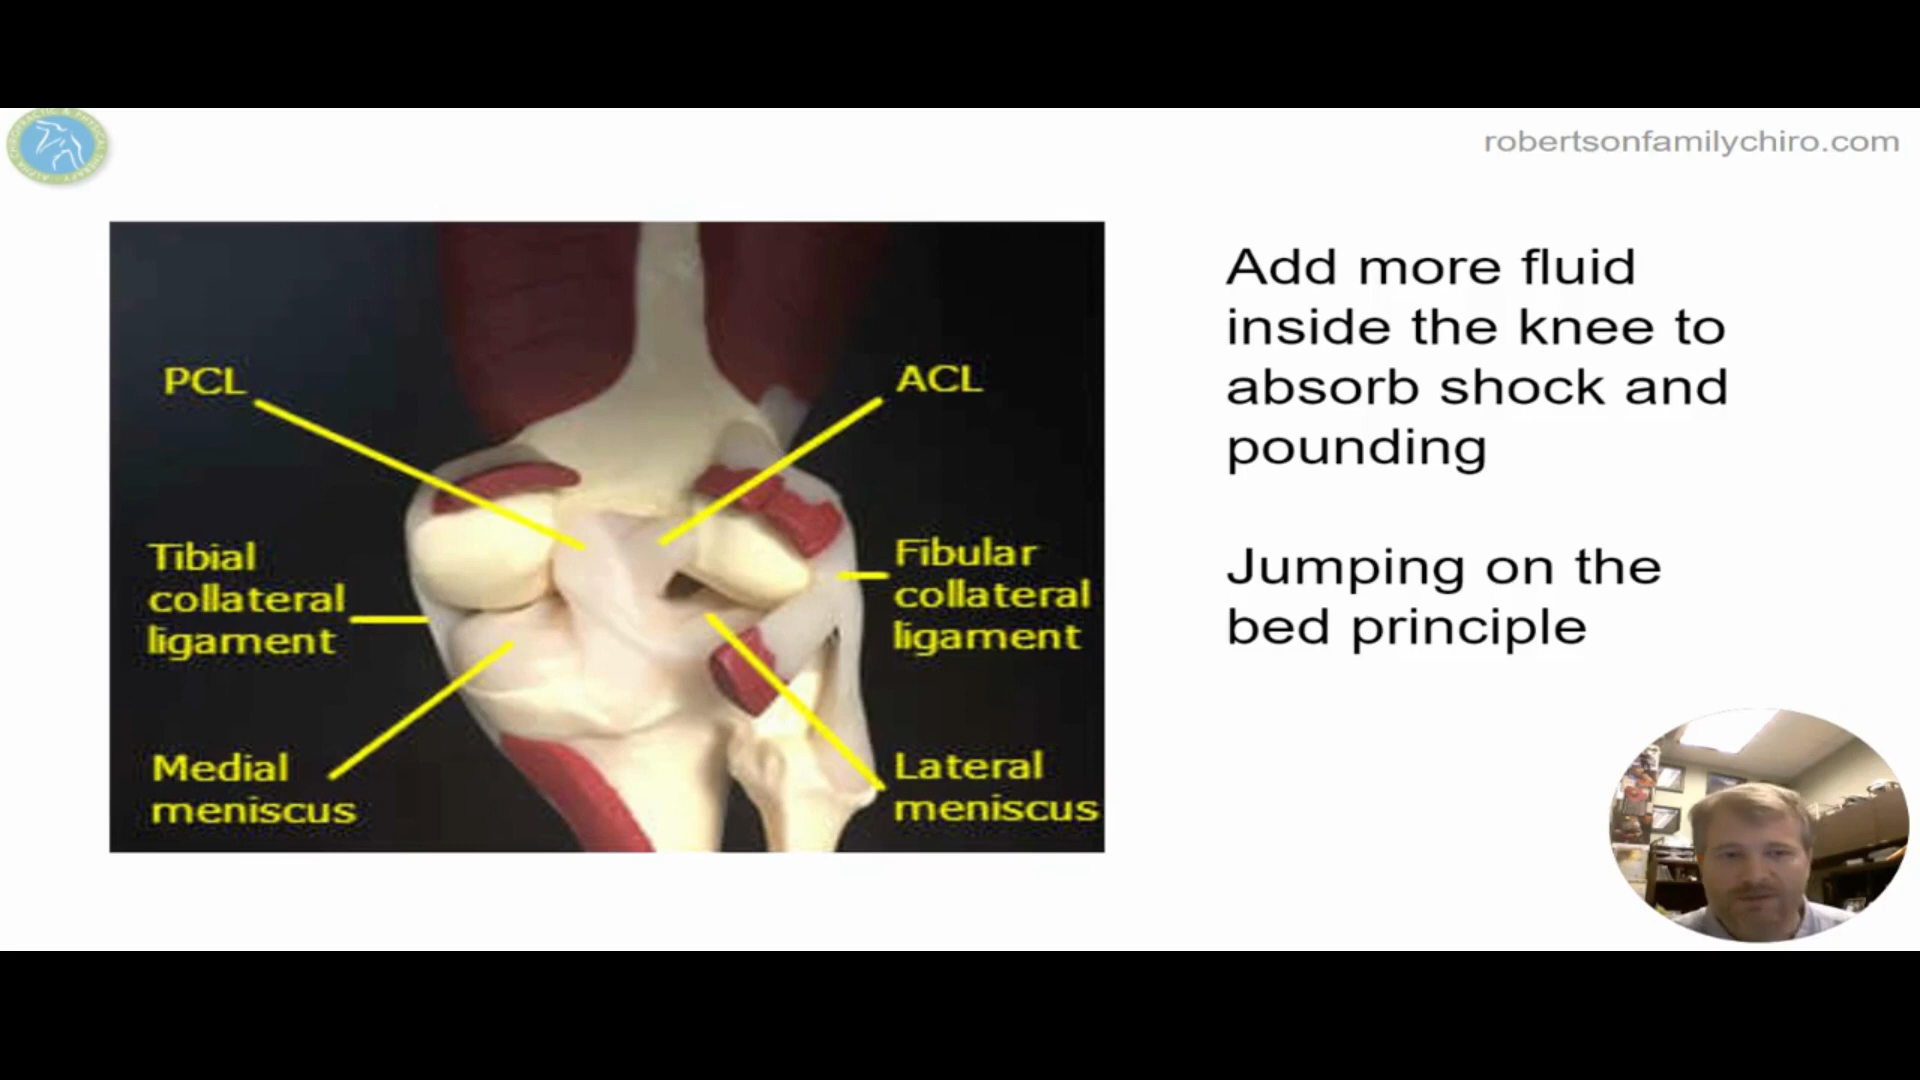 robertsonfamilychiro.com
PCL
ACL
Tibial
collateral
ligament
Fibular
collateral
ligament
Medial
meniscus
Lateral
meniscus
Add more fluid
inside the knee to
absorb shock and
pounding
Jumping on the
bed principle